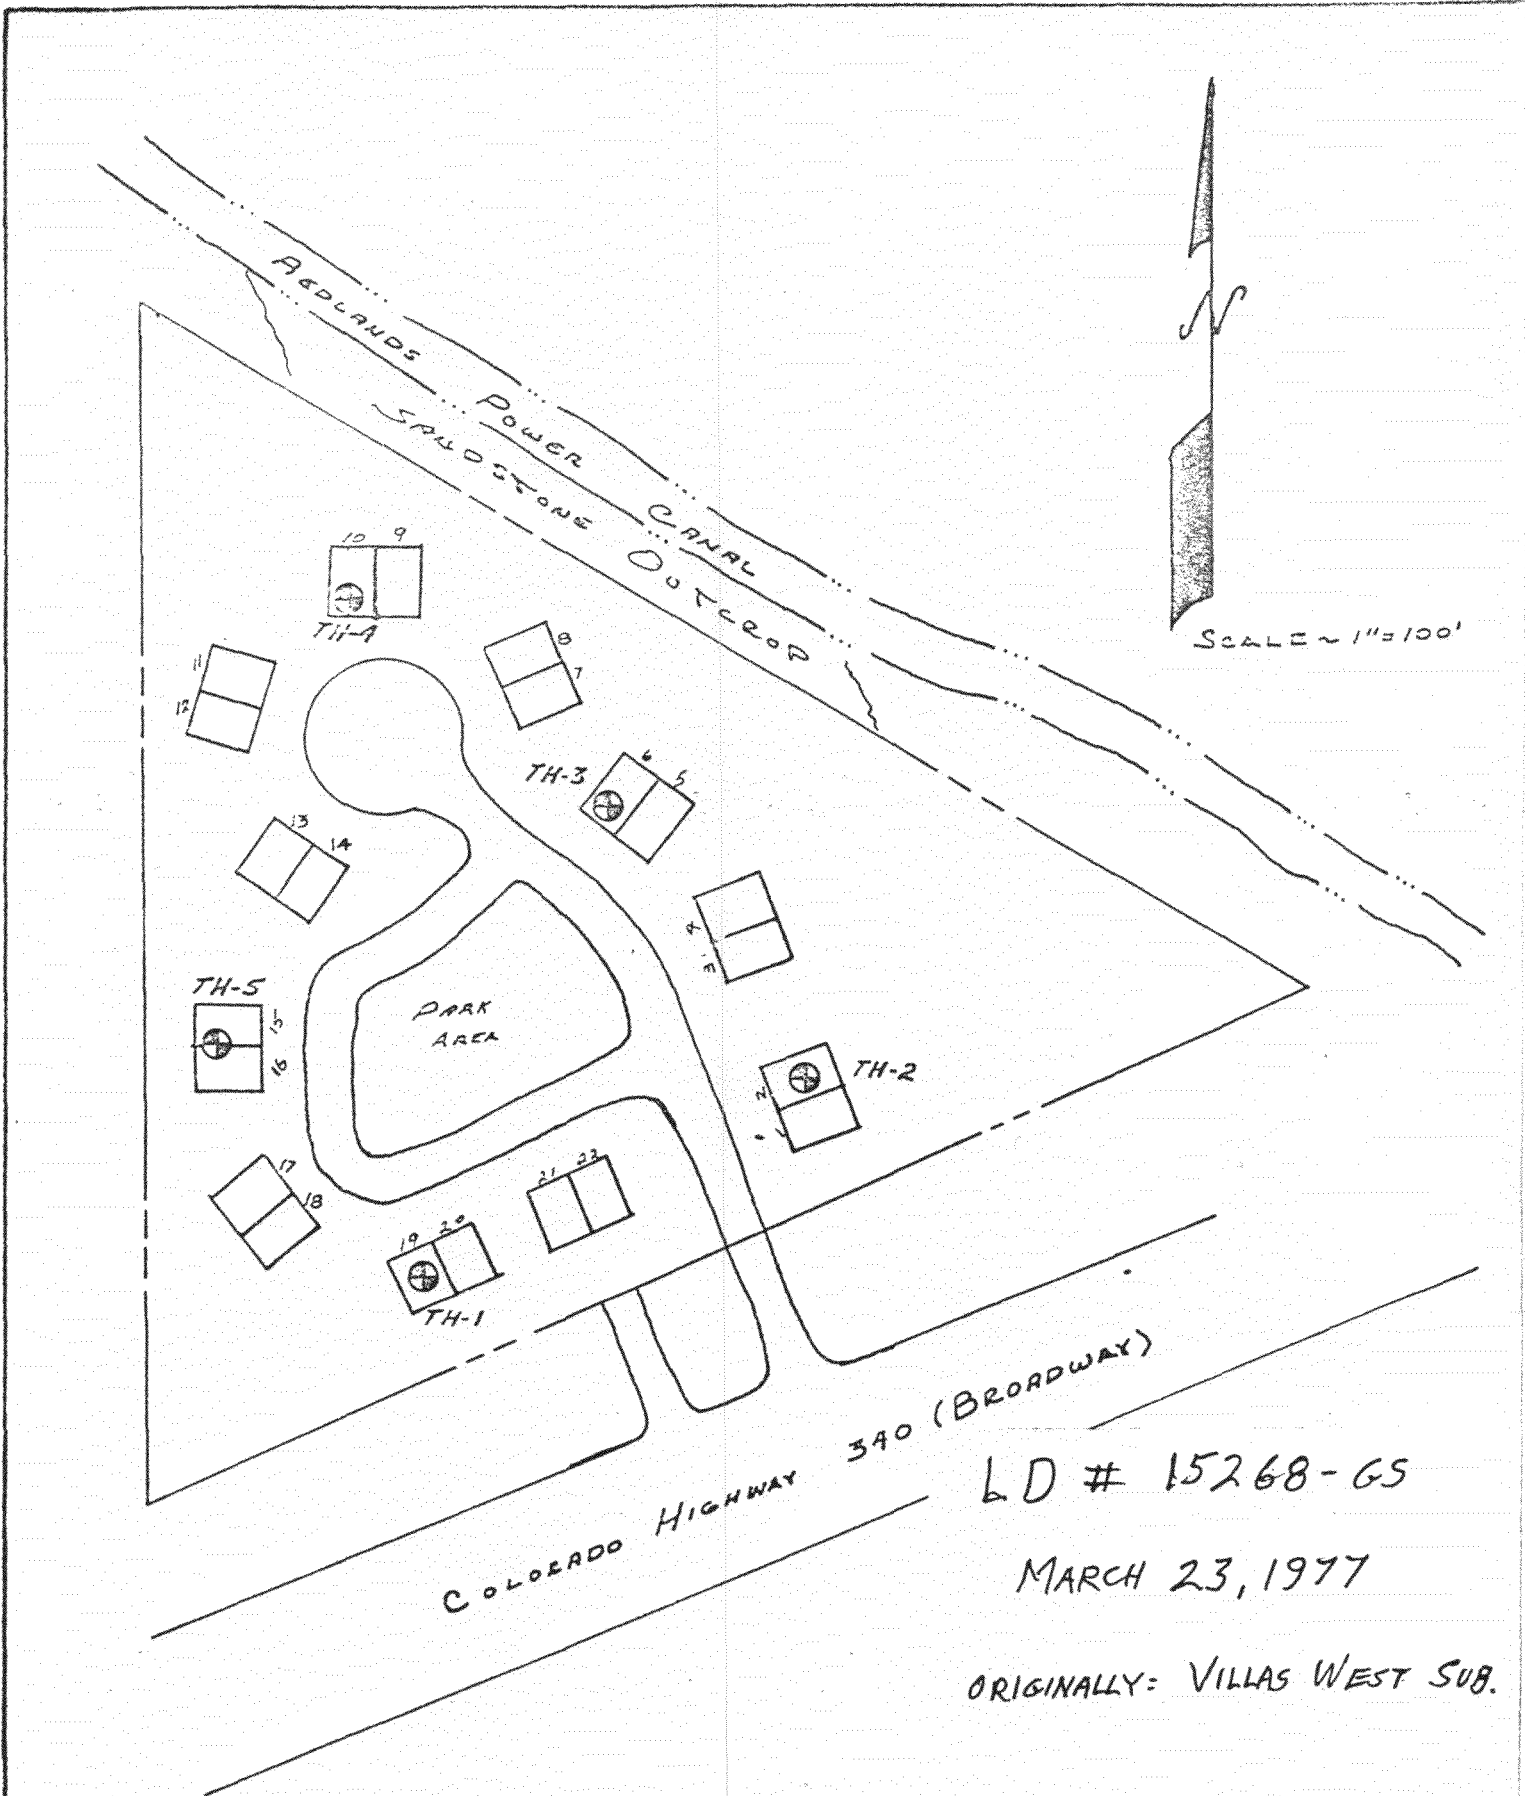 REDLANDS POWER CANAL
SANDSTONE OUTCROP
N
SCALE ~ 1"=100'
10 9
TH-4
8
7
11
12
TH-3
6
5
13
14
4
3
TH-5
15
16
PARK
AREA
TH-2
2
1
17
18
21 22
19 20
TH-1
COLORADO HIGHWAY 340 (BROADWAY)
LD # 15268-GS
MARCH 23, 1977
ORIGINALLY: VILLAS WEST SUB.